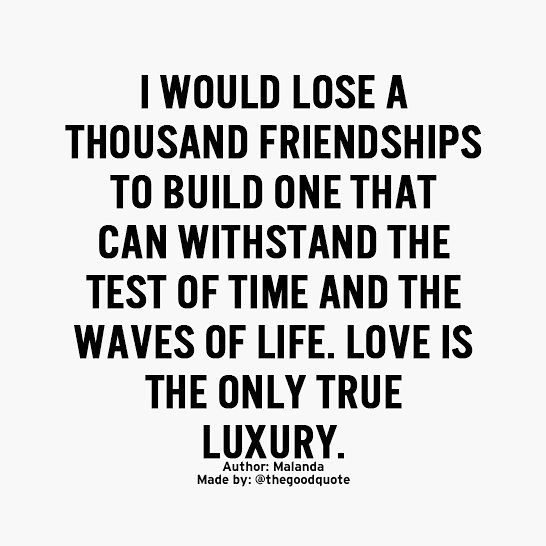 I WOULD LOSE A
THOUSAND FRIENDSHIPS
TO BUILD ONE THAT
CAN WITHSTAND THE
TEST OF TIME AND THE
WAVES OF LIFE. LOVE IS
THE ONLY TRUE
LUXURY.
Author: Malanda
Made by: @thegoodquote